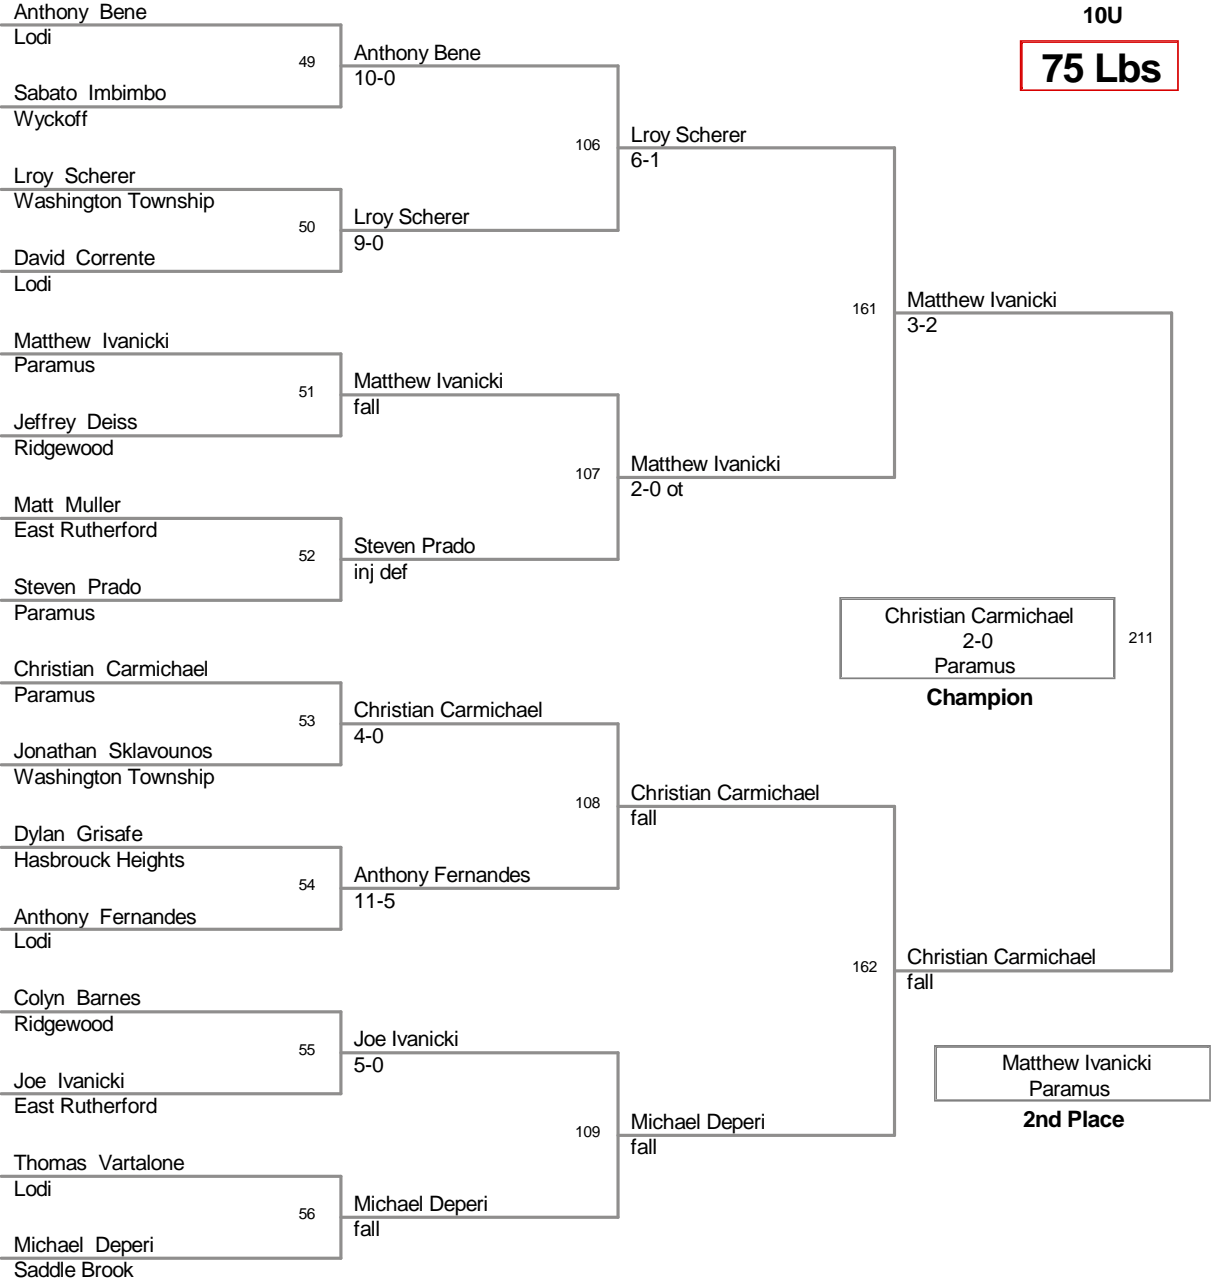 10U
75 Lbs
Anthony Bene
Lodi
49
Sabato Imbimbo
Wyckoff
Lroy Scherer
Washington Township
50
David Corrente
Lodi
Matthew Ivanicki
Paramus
51
Jeffrey Deiss
Ridgewood
Matt Muller
East Rutherford
52
Steven Prado
Paramus
Christian Carmichael
Paramus
53
Jonathan Sklavounos
Washington Township
Dylan Grisafe
Hasbrouck Heights
54
Anthony Fernandes
Lodi
Colyn Barnes
Ridgewood
55
Joe Ivanicki
East Rutherford
Thomas Vartalone
Lodi
56
Michael Deperi
Saddle Brook
Anthony Bene
10-0
106
Lroy Scherer
9-0
Matthew Ivanicki
fall
107
Steven Prado
inj def
Christian Carmichael
4-0
108
Anthony Fernandes
11-5
Joe Ivanicki
5-0
109
Michael Deperi
fall
Lroy Scherer
6-1
161
Matthew Ivanicki
2-0 ot
Christian Carmichael
fall
162
Michael Deperi
fall
Matthew Ivanicki
3-2
211
Christian Carmichael
fall
Christian Carmichael
2-0
Paramus
Champion
Matthew Ivanicki
Paramus
2nd Place